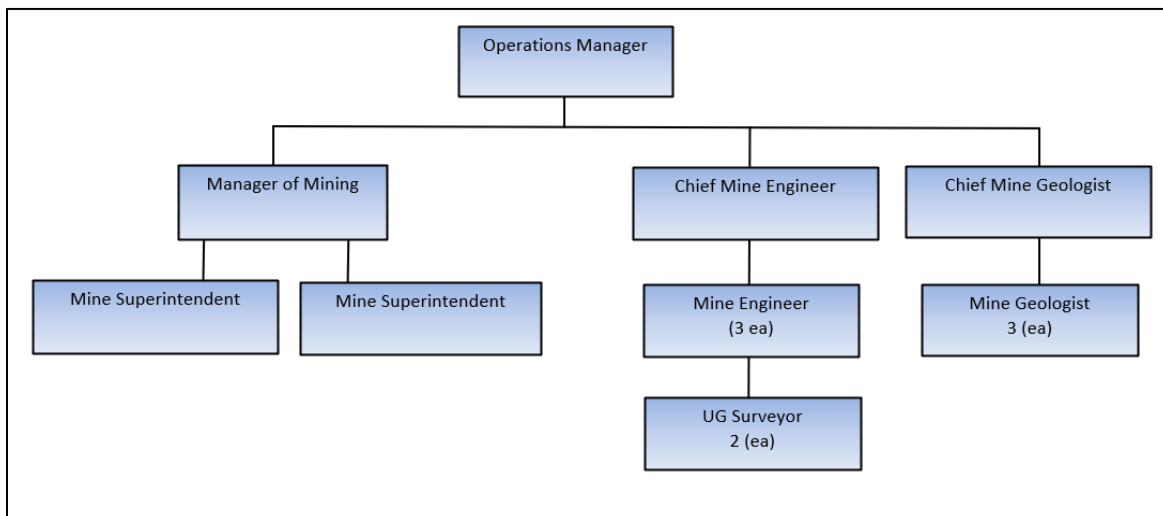 Operations Manager
Manager of Mining
Chief Mine Engineer
Chief Mine Geologist
Mine Superintendent
Mine Superintendent
Mine Engineer
(3 ea)
Mine Geologist
3 (ea)
UG Surveyor
2 (ea)